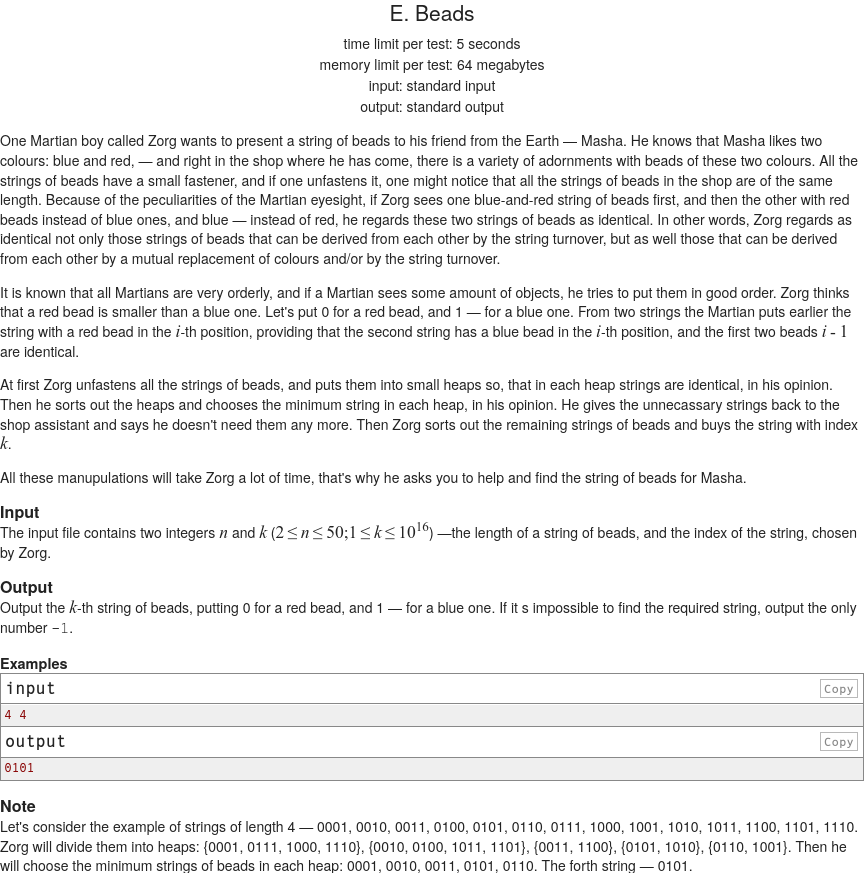 E. Beads
time limit per test: 5 seconds
memory limit per test: 64 megabytes
input: standard input
output: standard output
One Martian boy called Zorg wants to present a string of beads to his friend from the Earth — Masha. He knows that Masha likes two
colours: blue and red, — and right in the shop where he has come, there is a variety of adornments with beads of these two colours. All the
strings of beads have a small fastener, and if one unfastens it, one might notice that all the strings of beads in the shop are of the same
length. Because of the peculiarities of the Martian eyesight, if Zorg sees one blue-and-red string of beads first, and then the other with red
beads instead of blue ones, and blue — instead of red, he regards these two strings of beads as identical. In other words, Zorg regards as
identical not only those strings of beads that can be derived from each other by the string turnover, but as well those that can be derived
from each other by a mutual replacement of colours and/or by the string turnover.
It is known that all Martians are very orderly, and if a Martian sees some amount of objects, he tries to put them in good order. Zorg thinks
that a red bead is smaller than a blue one. Let's put 0 for a red bead, and 1 — for a blue one. From two strings the Martian puts earlier the
string with a red bead in the i-th position, providing that the second string has a blue bead in the i-th position, and the first two beads i - 1
are identical.
At first Zorg unfastens all the strings of beads, and puts them into small heaps so, that in each heap strings are identical, in his opinion.
Then he sorts out the heaps and chooses the minimum string in each heap, in his opinion. He gives the unnecassary strings back to the
shop assistant and says he doesn't need them any more. Then Zorg sorts out the remaining strings of beads and buys the string with index
k.
All these manupulations will take Zorg a lot of time, that's why he asks you to help and find the string of beads for Masha.
Input
The input file contains two integers n and k (2 ≤ n ≤ 50;1 ≤ k ≤ 10^16) —the length of a string of beads, and the index of the string, chosen
by Zorg.
Output
Output the k-th string of beads, putting 0 for a red bead, and 1 — for a blue one. If it s impossible to find the required string, output the only
number −1.
Examples
input Copy
4 4
output Copy
0101
Note
Let's consider the example of strings of length 4 — 0001, 0010, 0011, 0100, 0101, 0110, 0111, 1000, 1001, 1010, 1011, 1100, 1101, 1110.
Zorg will divide them into heaps: {0001, 0111, 1000, 1110}, {0010, 0100, 1011, 1101}, {0011, 1100}, {0101, 1010}, {0110, 1001}. Then he
will choose the minimum strings of beads in each heap: 0001, 0010, 0011, 0101, 0110. The forth string — 0101.